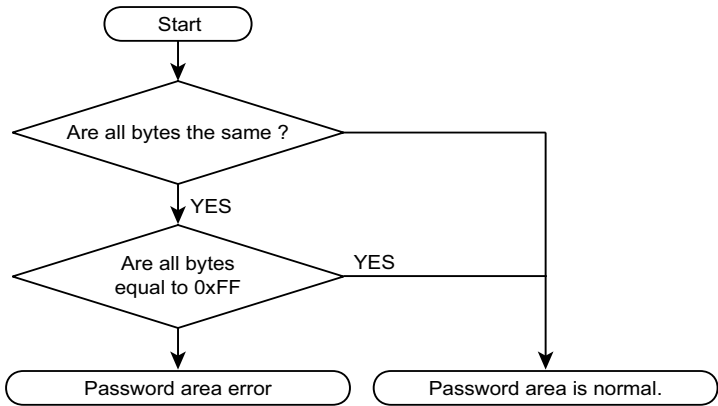 Start
Are all bytes the same ?
YES
Are all bytes
equal to 0xFF
YES
Password area error
Password area is normal.